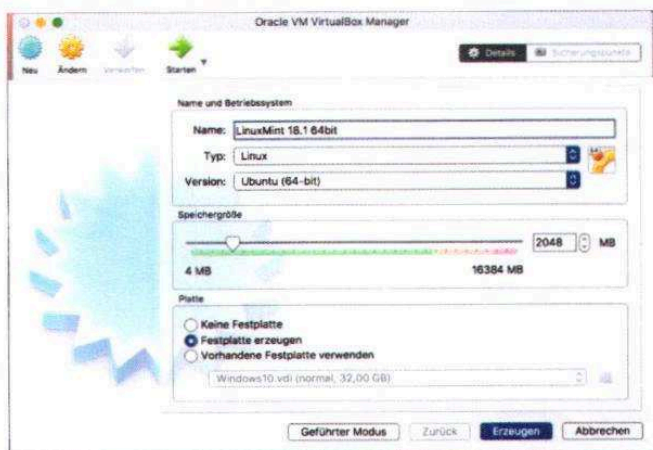 Oracle VM VirtualBox Manager
Neu Ändern Verwerfen Starten
Details Sicherungspunkte
Name und Betriebssystem
Name: LinuxMint 18.1 64bit
Typ: Linux
Version: Ubuntu (64-bit)
Speichergröße
2048 MB
4 MB 16384 MB
Platte
Keine Festplatte
Festplatte erzeugen
Vorhandene Festplatte verwenden
Windows10.vdi (normal, 32,00 GB)
Geführter Modus Zurück Erzeugen Abbrechen